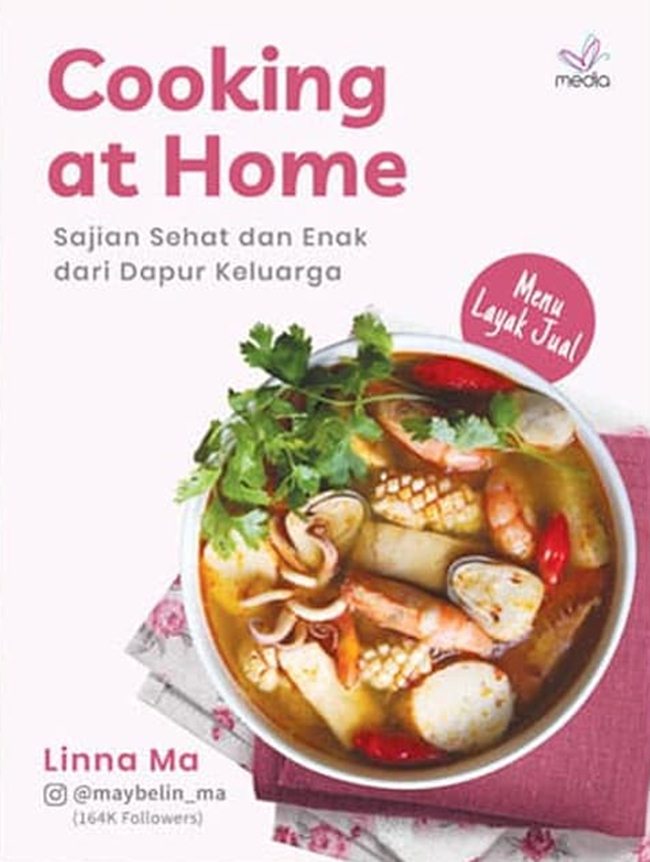 Cooking
at Home
media
Sajian Sehat dan Enak
dari Dapur Keluarga
Menu
Layak Jual
Linna Ma
@maybelin_ma
(164K Followers)